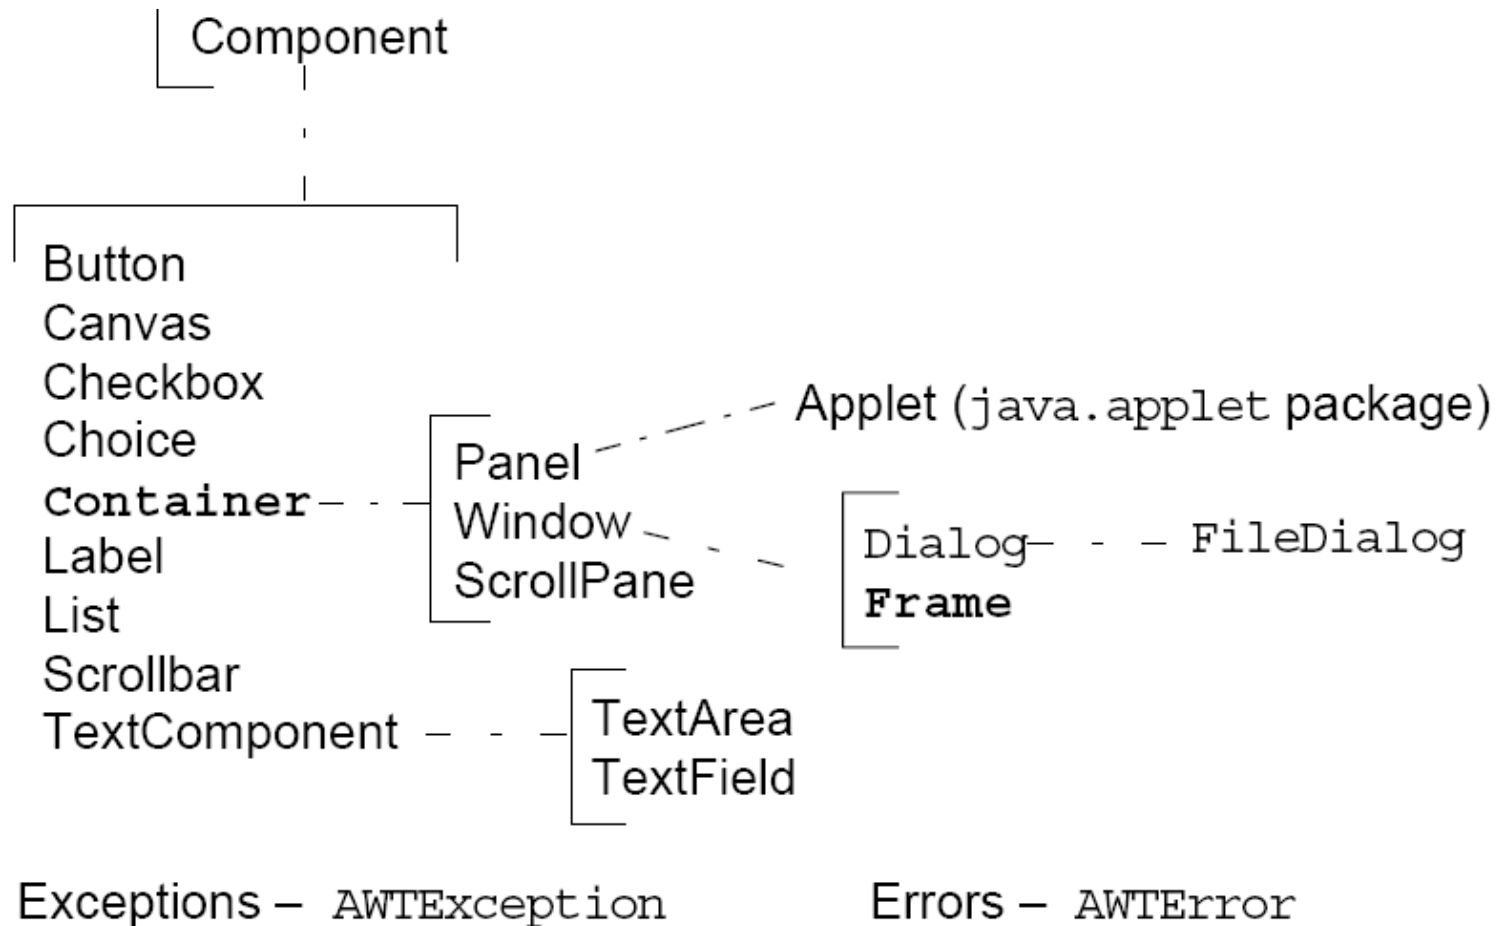 Component
Button
Canvas
Checkbox
Choice
Container
Label
List
Scrollbar
TextComponent
Panel
Window
ScrollPane
Applet (java.applet package)
Dialog
Frame
FileDialog
TextArea
TextField
Exceptions – AWTException
Errors – AWTError